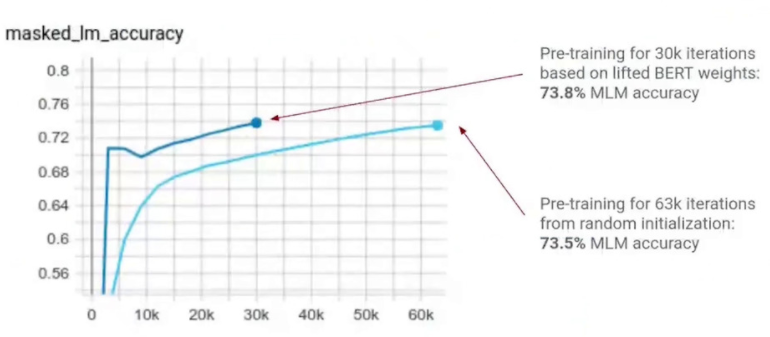 masked_lm_accuracy
0.8
0.76
0.72
0.68
0.64
0.6
0.56
0 10k 20k 30k 40k 50k 60k
Pre-training for 30k iterations
based on lifted BERT weights:
73.8% MLM accuracy
Pre-training for 63k iterations
from random initialization:
73.5% MLM accuracy